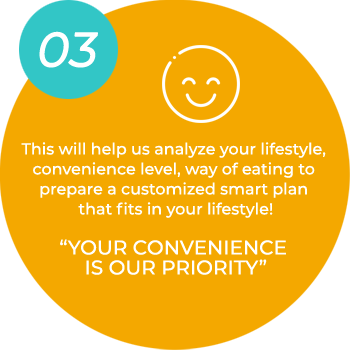 03
This will help us analyze your lifestyle,
convenience level, way of eating to
prepare a customized smart plan
that fits in your lifestyle!
“YOUR CONVENIENCE
IS OUR PRIORITY”